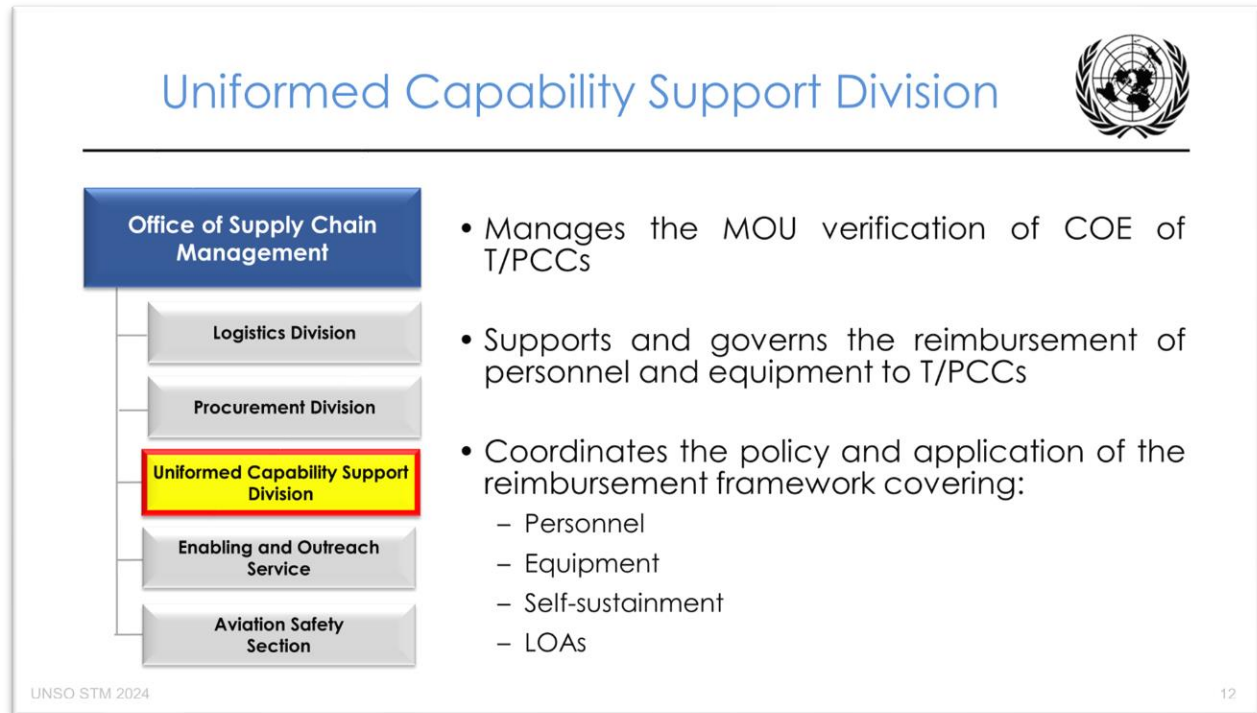 Uniformed Capability Support Division
Office of Supply Chain
Management
Logistics Division
Procurement Division
Uniformed Capability Support
Division
Enabling and Outreach
Service
Aviation Safety
Section
• Manages the MOU verification of COE of
T/PCCs
• Supports and governs the reimbursement of
personnel and equipment to T/PCCs
• Coordinates the policy and application of the
reimbursement framework covering:
– Personnel
– Equipment
– Self-sustainment
– LOAs
UNSO STM 2024
12